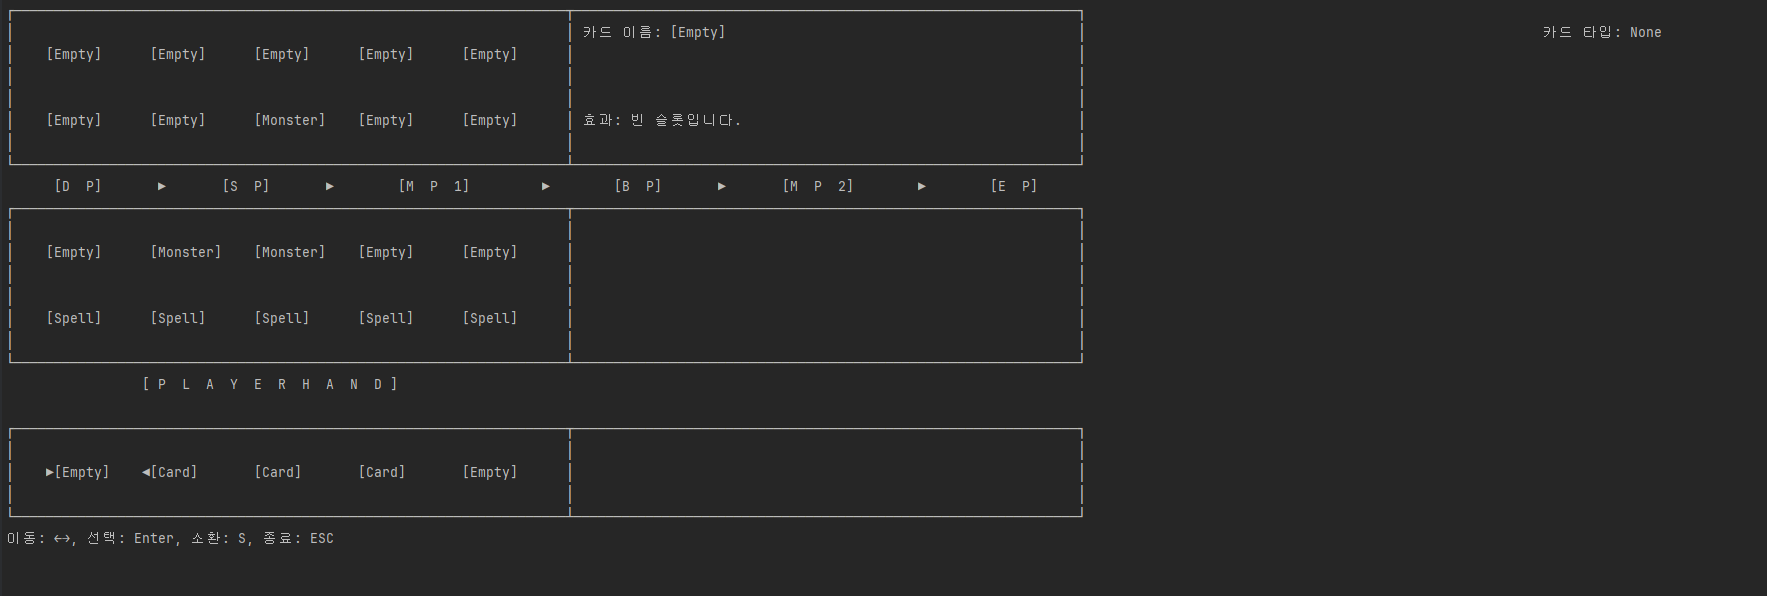 카드 이름: [Empty] 카드 타입: None
[Empty] [Empty] [Empty] [Empty] [Empty]
[Empty] [Empty] [Monster] [Empty] [Empty]
효과: 빈 슬롯입니다.
[D P] ► [S P] ► [M P 1] ► [B P] ► [M P 2] ► [E P]
[Empty] [Monster] [Monster] [Empty] [Empty]
[Spell] [Spell] [Spell] [Spell] [Spell]
[ P L A Y E R H A N D ]
►[Empty] ◄[Card] [Card] [Card] [Empty]
이동: ↔, 선택: Enter, 소환: S, 종료: ESC